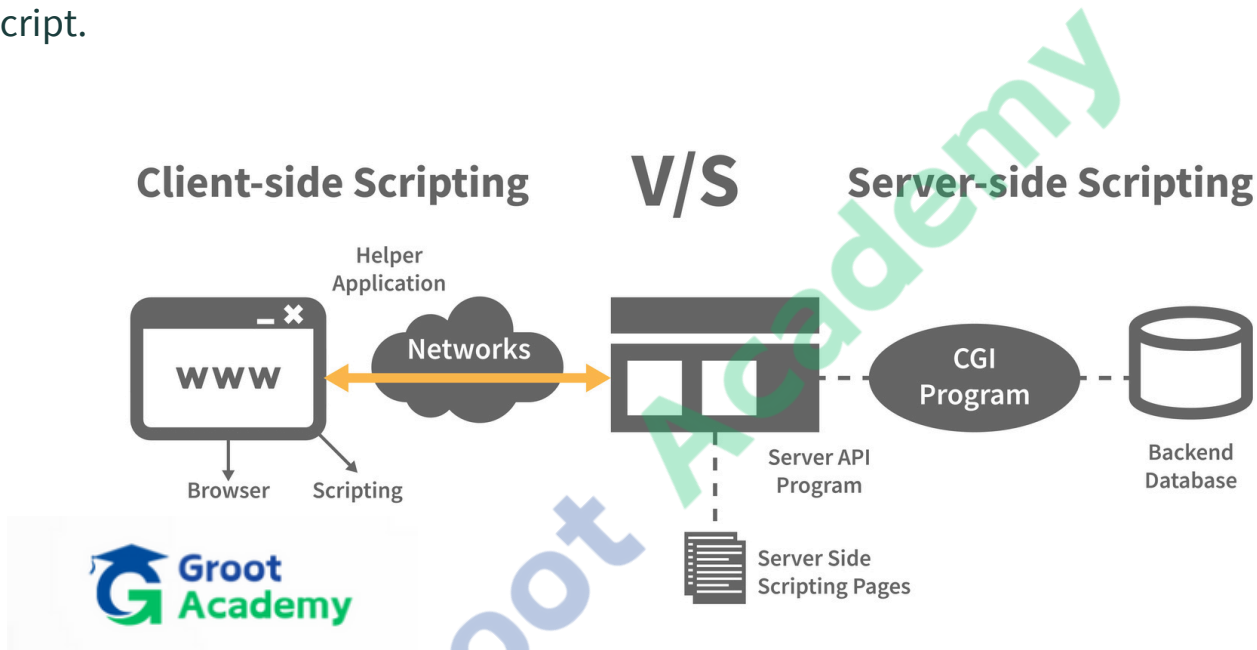 cript.
Client-side Scripting
V/S
Server-side Scripting
Helper
Application
www
Networks
CGI
Program
Browser
Scripting
Server API
Program
Backend
Database
Server Side
Scripting Pages
Groot
Academy
oot Academy